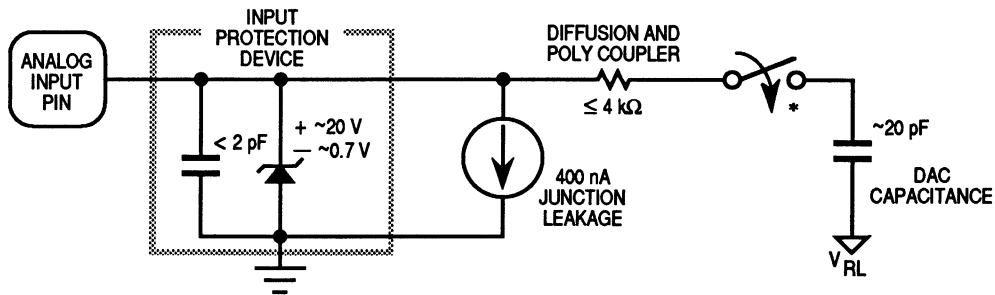 ANALOG
INPUT
PIN
INPUT
PROTECTION
DEVICE
< 2 pF
+ ~20 V
— ~0.7 V
400 nA
JUNCTION
LEAKAGE
DIFFUSION AND
POLY COUPLER
≤ 4 kΩ
*
~20 pF
DAC
CAPACITANCE
VRL